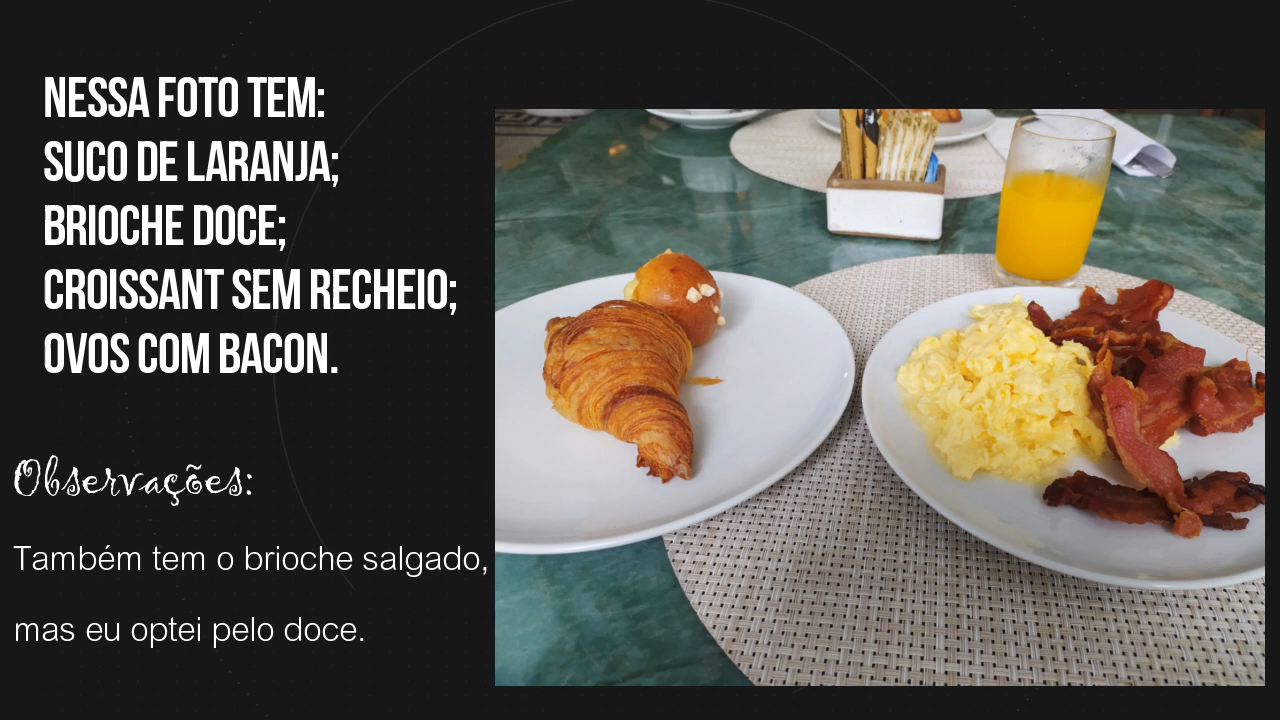 NESSA FOTO TEM:
SUCO DE LARANJA;
BRIOCHE DOCE;
CROISSANT SEM RECHEIO;
OVOS COM BACON.
Observações:
Também tem o brioche salgado,
mas eu optei pelo doce.